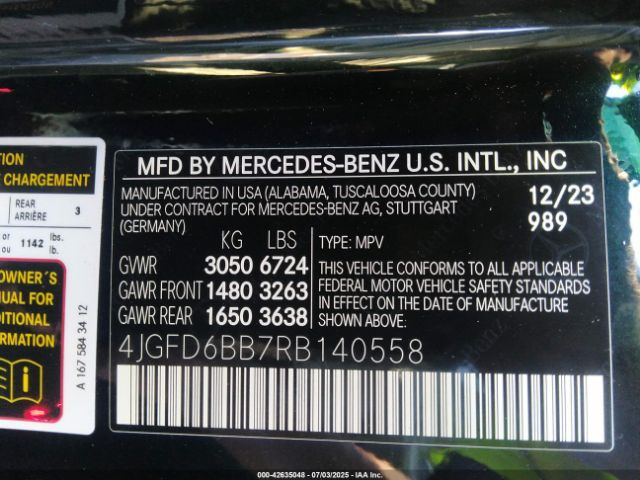 TION
CHARGEMENT
REAR
ARRIÈRE
3
or
ou
1142
lbs.
lb.
OWNER´S
NUAL FOR
DITIONAL
RMATION
A 167 584 34 12
MFD BY MERCEDES-BENZ U.S. INTL., INC
MANUFACTURED IN USA (ALABAMA, TUSCALOOSA COUNTY)
UNDER CONTRACT FOR MERCEDES-BENZ AG, STUTTGART
(GERMANY)
12/23
989
KG LBS
TYPE: MPV
GVWR 3050 6724
GAWR FRONT 1480 3263
GAWR REAR 1650 3638
THIS VEHICLE CONFORMS TO ALL APPLICABLE
FEDERAL MOTOR VEHICLE SAFETY STANDARDS
IN EFFECT ON THE DATE OF MANUFACTURE
SHOWN ABOVE.
4JGFD6BB7RB140558
000-42635048 - 07/03/2025 - IAA Inc.